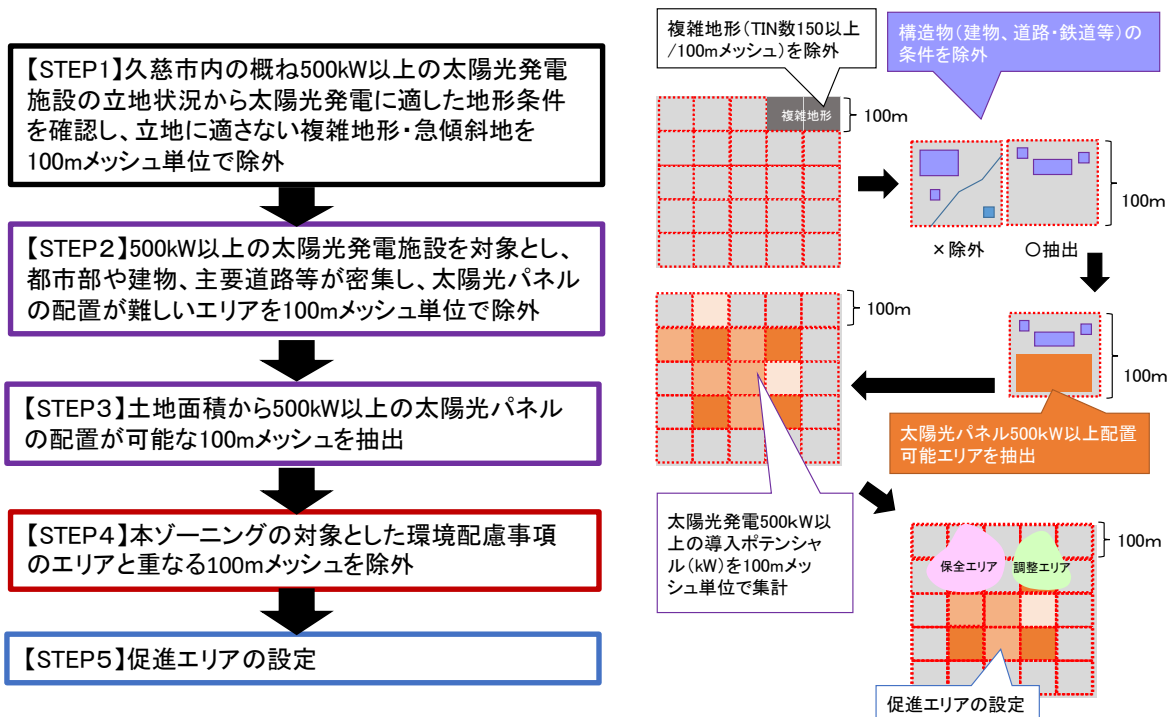 【STEP1】久慈市内の概ね500kW以上の太陽光発電
施設の立地状況から太陽光発電に適した地形条件
を確認し、立地に適さない複雑地形・急傾斜地を
100mメッシュ単位で除外
【STEP2】500kW以上の太陽光発電施設を対象とし、
都市部や建物、主要道路等が密集し、太陽光パネル
の配置が難しいエリアを100mメッシュ単位で除外
【STEP3】土地面積から500kW以上の太陽光パネル
の配置が可能な100mメッシュを抽出
【STEP4】本ゾーニングの対象とした環境配慮事項
のエリアと重なる100mメッシュを除外
【STEP5】促進エリアの設定
複雑地形（TIN数150以上
/100mメッシュ）を除外
構造物（建物、道路・鉄道等）の
条件を除外
複雑地形
100m
100m
×除外
○抽出
100m
100m
太陽光パネル500kW以上配置
可能エリアを抽出
太陽光発電500kW以
上の導入ポテンシャ
ル（kW）を100mメッ
シュ単位で集計
保全エリア
調整エリア
100m
促進エリアの設定